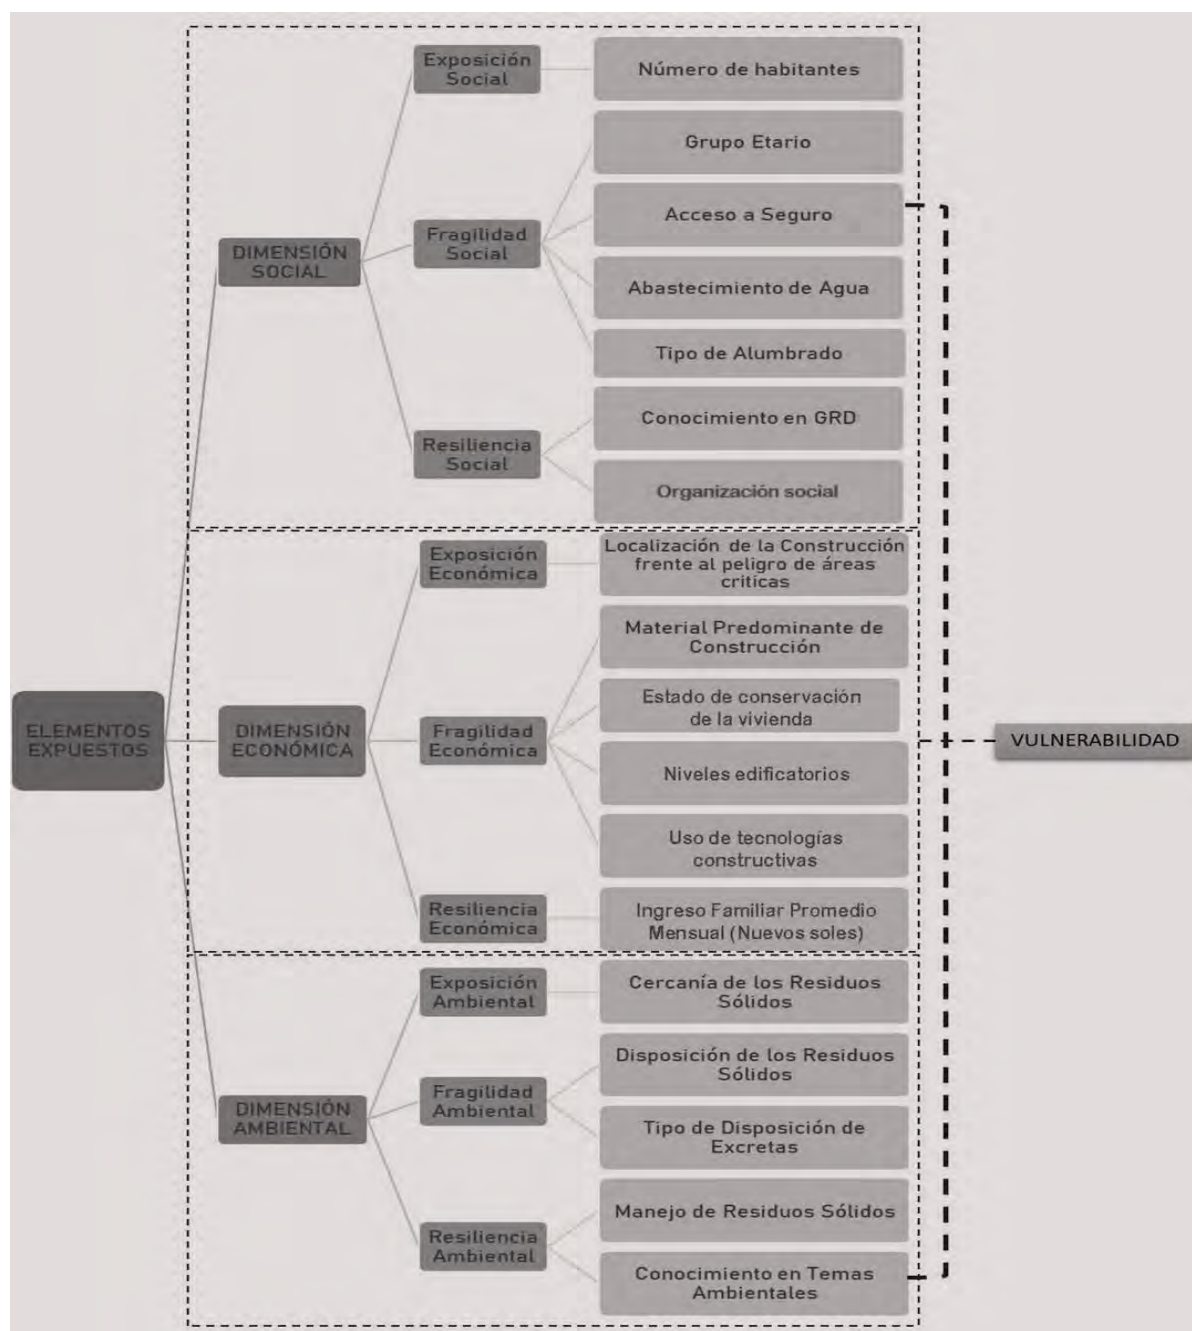 Exposición
Social
Número de habitantes
Grupo Etario
Acceso a Seguro
Fragilidad
Social
DIMENSIÓN
SOCIAL
Abastecimiento de Agua
Tipo de Alumbrado
Conocimiento en GRD
Resiliencia
Social
Organización social
Exposición
Económica
Localización de la Construcción
frente al peligro de áreas
criticas
Material Predominante de
Construcción
Estado de conservación
de la vivienda
ELEMENTOS
EXPUESTOS
DIMENSIÓN
ECONÓMICA
Fragilidad
Económica
VULNERABILIDAD
Niveles edificatorios
Uso de tecnologías
constructivas
Resiliencia
Económica
Ingreso Familiar Promedio
Mensual (Nuevos soles)
Exposición
Ambiental
Cercanía de los Residuos
Sólidos
Disposición de los Residuos
Sólidos
Fragilidad
Ambiental
DIMENSIÓN
AMBIENTAL
Tipo de Disposición de
Excretas
Manejo de Residuos Sólidos
Resiliencia
Ambiental
Conocimiento en Temas
Ambientales